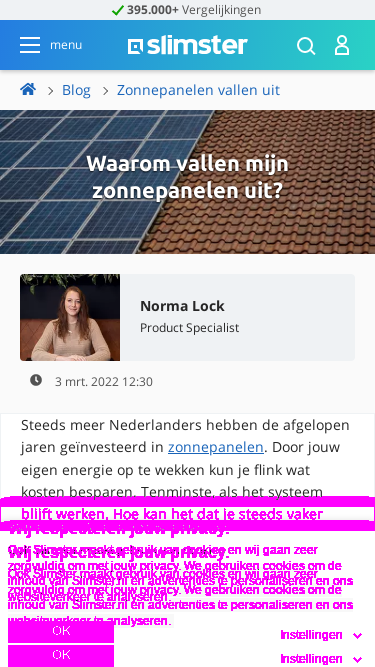 395.000+ Vergelijkingen
menu
slimster
Blog
Zonnepanelen vallen uit
Waarom vallen mijn
zonnepanelen uit?
Norma Lock
Product Specialist
3 mrt. 2022 12:30
Steeds meer Nederlanders hebben de afgelopen
jaren geïnvesteerd in zonnepanelen. Door jouw
eigen energie op te wekken kun je flink wat
kosten besparen. Tenminste, als het systeem
blijft werken. Hoe kan het dat je steeds vaker
Wij respecteren jouw privacy.
Wij respecteren jouw privacy.
Ook Slimster maakt gebruik van cookies en wij gaan zeer
zorgvuldig om met jouw privacy. We gebruiken cookies om de
Ook Slimster maakt gebruik van cookies en wij gaan zeer
inhoud van Slimster.nl én advertenties te personaliseren en ons
zorgvuldig om met jouw privacy. We gebruiken cookies om de
websiteverkeer te analyseren.
inhoud van Slimster.nl én advertenties te personaliseren en ons
websiteverkeer te analyseren.
OK
Instellingen
OK
Instellingen